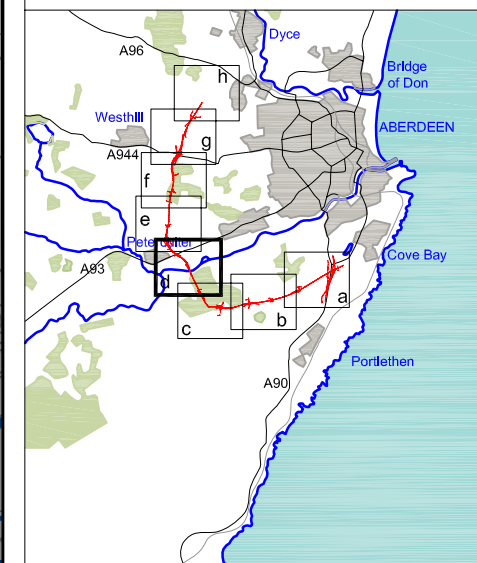 Dyce
A96
Bridge
of Don
h
Westhill
ABERDEEN
g
A944
f
e
Peterculter
Cove Bay
A93
d
a
b
c
Portlethen
A90